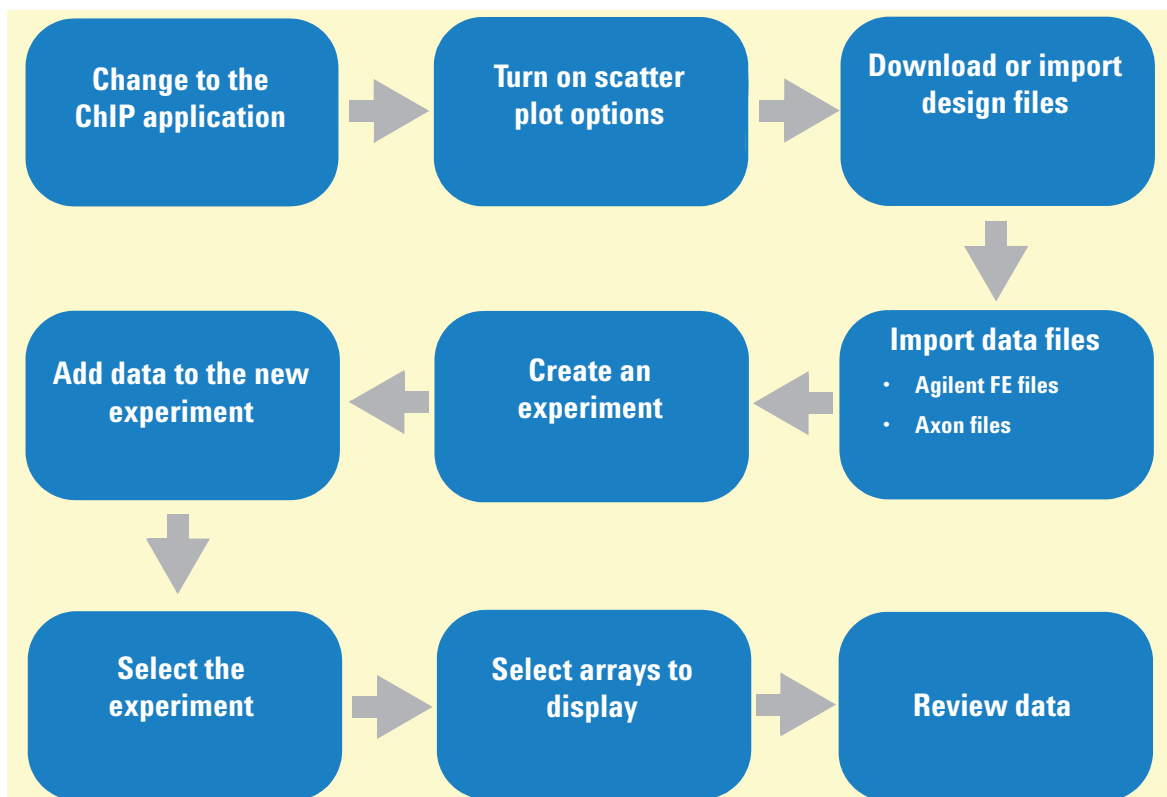 Change to the
ChIP application
Turn on scatter
plot options
Download or import
design files
Import data files
• Agilent FE files
• Axon files
Create an
experiment
Add data to the new
experiment
Select the
experiment
Select arrays to
display
Review data